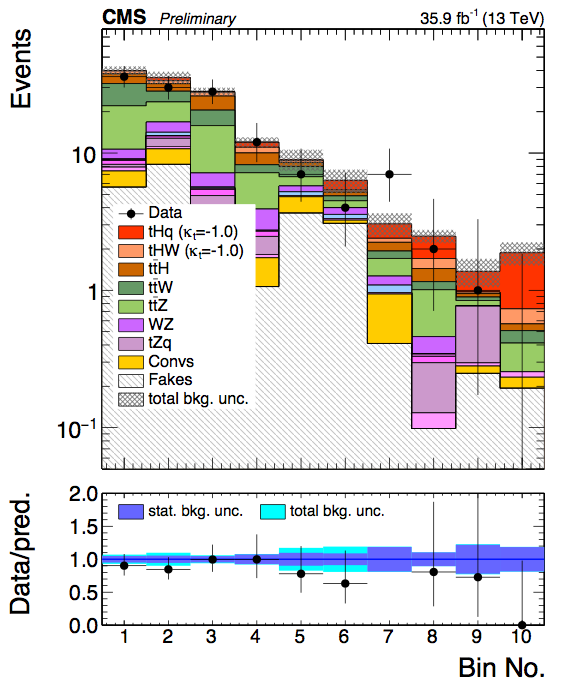 CMS Preliminary 35.9 fb⁻¹ (13 TeV)
Events
10
1
10⁻¹
Data
tHq (κt=-1.0)
tHW (κt=-1.0)
tt̄H
tt̄W
tt̄Z
WZ
tZq
Convs
Fakes
total bkg. unc.
Data/pred.
2.0
1.5
1.0
0.5
0.0
stat. bkg. unc. total bkg. unc.
1 2 3 4 5 6 7 8 9 10
Bin No.